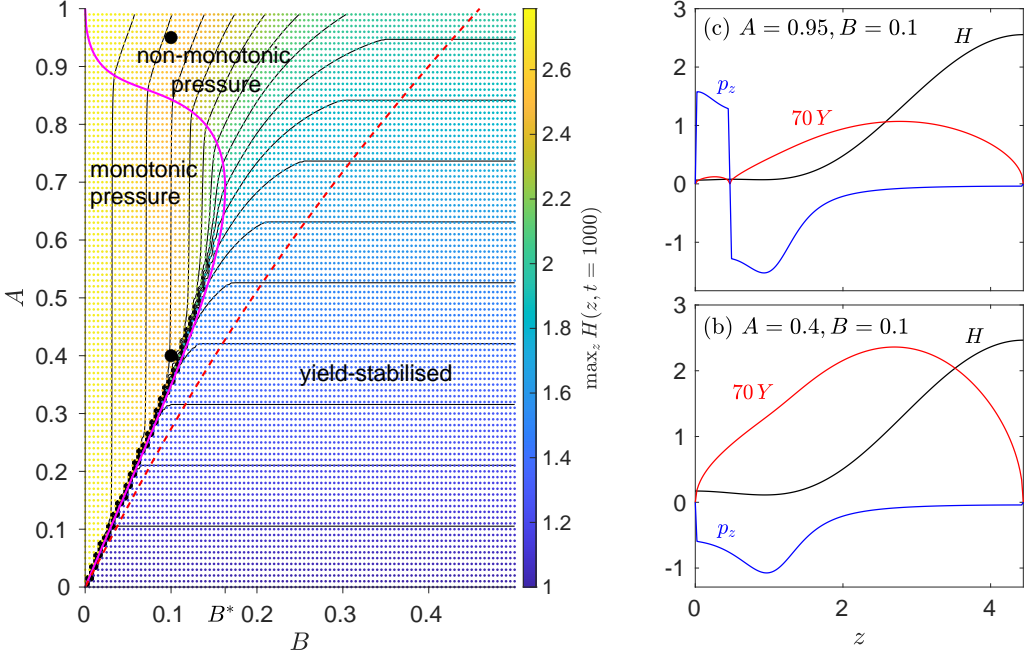 1
0.9
0.8
0.7
0.6
0.5
0.4
0.3
0.2
0.1
0
A
non-monotonic
pressure
monotonic
pressure
yield-stabilised
0 0.1 B* 0.2 0.3 0.4
B
2.6
2.4
2.2
2
1.8
1.6
1.4
1.2
1
max_z H(z, t = 1000)
3
2
1
0
-1
(c) A = 0.95, B = 0.1
H
p_z
70 Y
3
2
1
0
-1
(b) A = 0.4, B = 0.1
H
70 Y
p_z
0 2 4
z